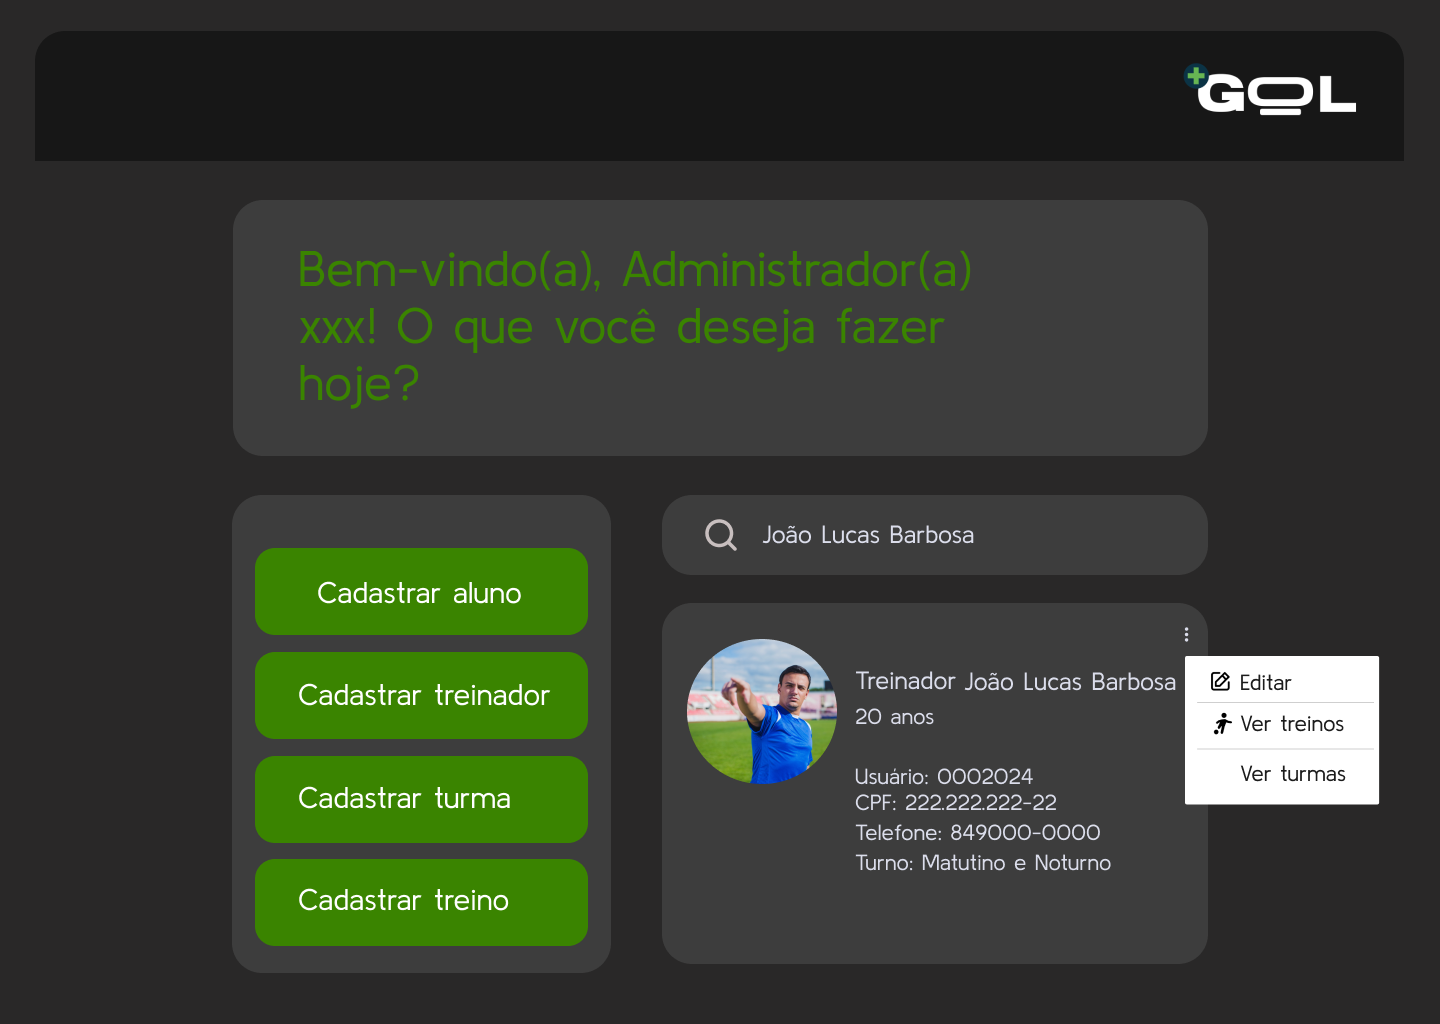 GOL
Bem-vindo(a), Administrador(a)
xxx! O que você deseja fazer
hoje?
Cadastrar aluno
Cadastrar treinador
Cadastrar turma
Cadastrar treino
João Lucas Barbosa
Treinador João Lucas Barbosa
20 anos
Usuário: 0002024
CPF: 222.222.222-22
Telefone: 849000-0000
Turno: Matutino e Noturno
Editar
Ver treinos
Ver turmas